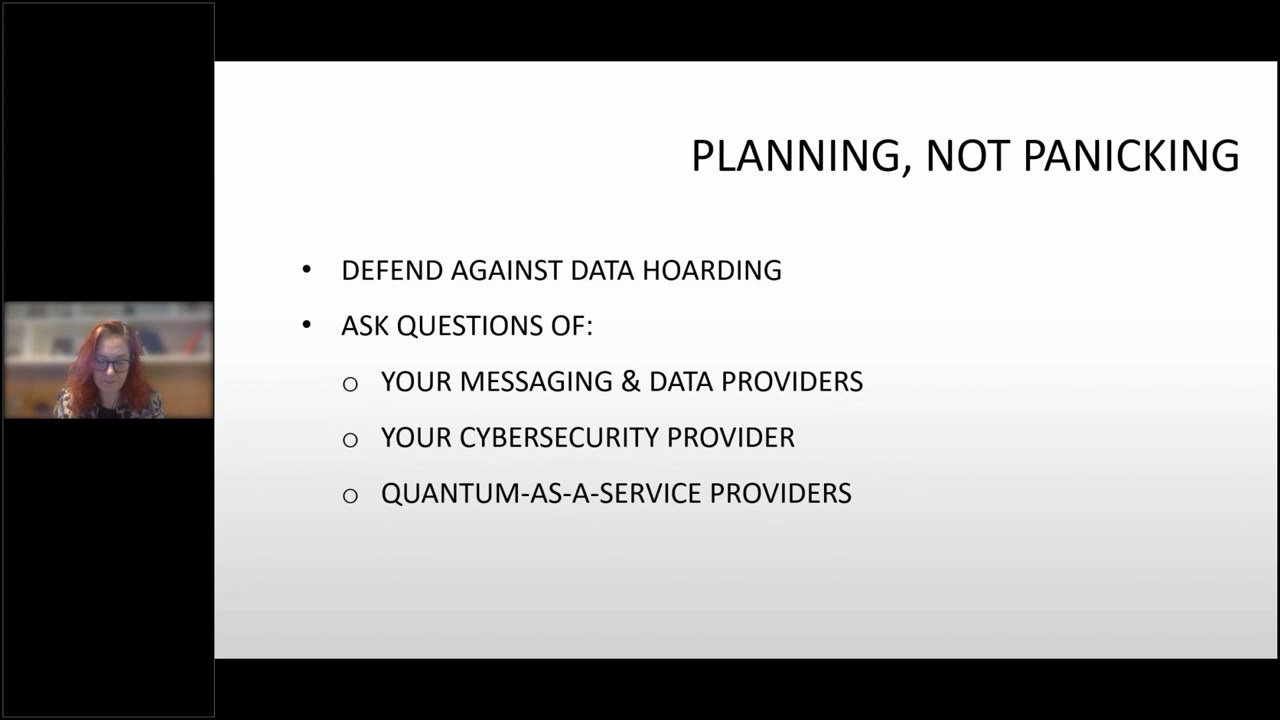 PLANNING, NOT PANICKING
• DEFEND AGAINST DATA HOARDING
• ASK QUESTIONS OF:
o YOUR MESSAGING & DATA PROVIDERS
o YOUR CYBERSECURITY PROVIDER
o QUANTUM-AS-A-SERVICE PROVIDERS